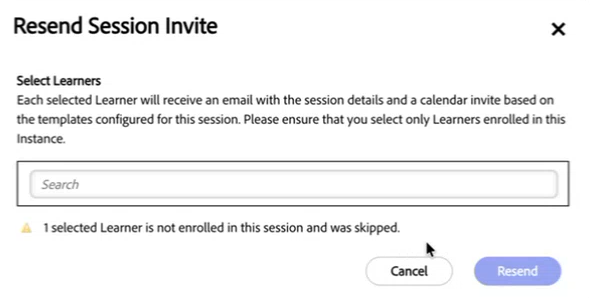 Resend Session Invite
Select Learners
Each selected Learner will receive an email with the session details and a calendar invite based on
the templates configured for this session. Please ensure that you select only Learners enrolled in this
Instance.
Search
1 selected Learner is not enrolled in this session and was skipped.
Cancel
Resend